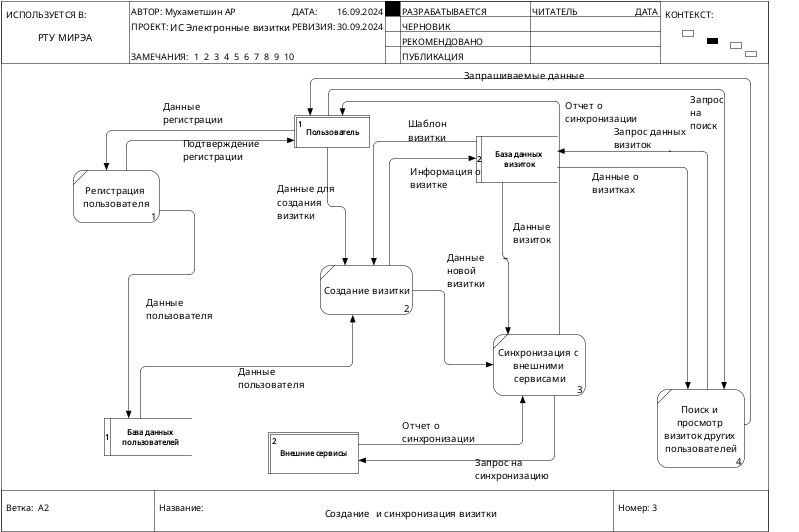 ИСПОЛЬЗУЕТСЯ В:
РТУ МИРЭА
АВТОР: Мухаметшин АР
ДАТА: 16.09.2024
ПРОЕКТ: ИС Электронные визитки
РЕВИЗИЯ: 30.09.2024
ЗАМЕЧАНИЯ: 1 2 3 4 5 6 7 8 9 10
РАЗРАБАТЫВАЕТСЯ
ЧЕРНОВИК
РЕКОМЕНДОВАНО
ПУБЛИКАЦИЯ
ЧИТАТЕЛЬ
ДАТА
КОНТЕКСТ:
Запрашиваемые данные
Данные
регистрации
Подтверждение
регистрации
1
Пользователь
Шаблон
визитки
Отчет о
синхронизации
Запрос
на
поиск
Запрос данных
визиток
2
База данных
визиток
Информация о
визитке
Данные о
визитках
Регистрация
пользователя
1
Данные для
создания
визитки
Данные
визиток
Данные
новой
визитки
Создание визитки
2
Данные
пользователя
Синхронизация с
внешними
сервисами
3
Данные
пользователя
Поиск и
просмотр
визиток других
пользователей
4
1
База данных
пользователей
2
Внешние сервисы
Отчет о
синхронизации
Запрос на
синхронизацию
Ветка: A2
Название:
Создание и синхронизация визитки
Номер: 3